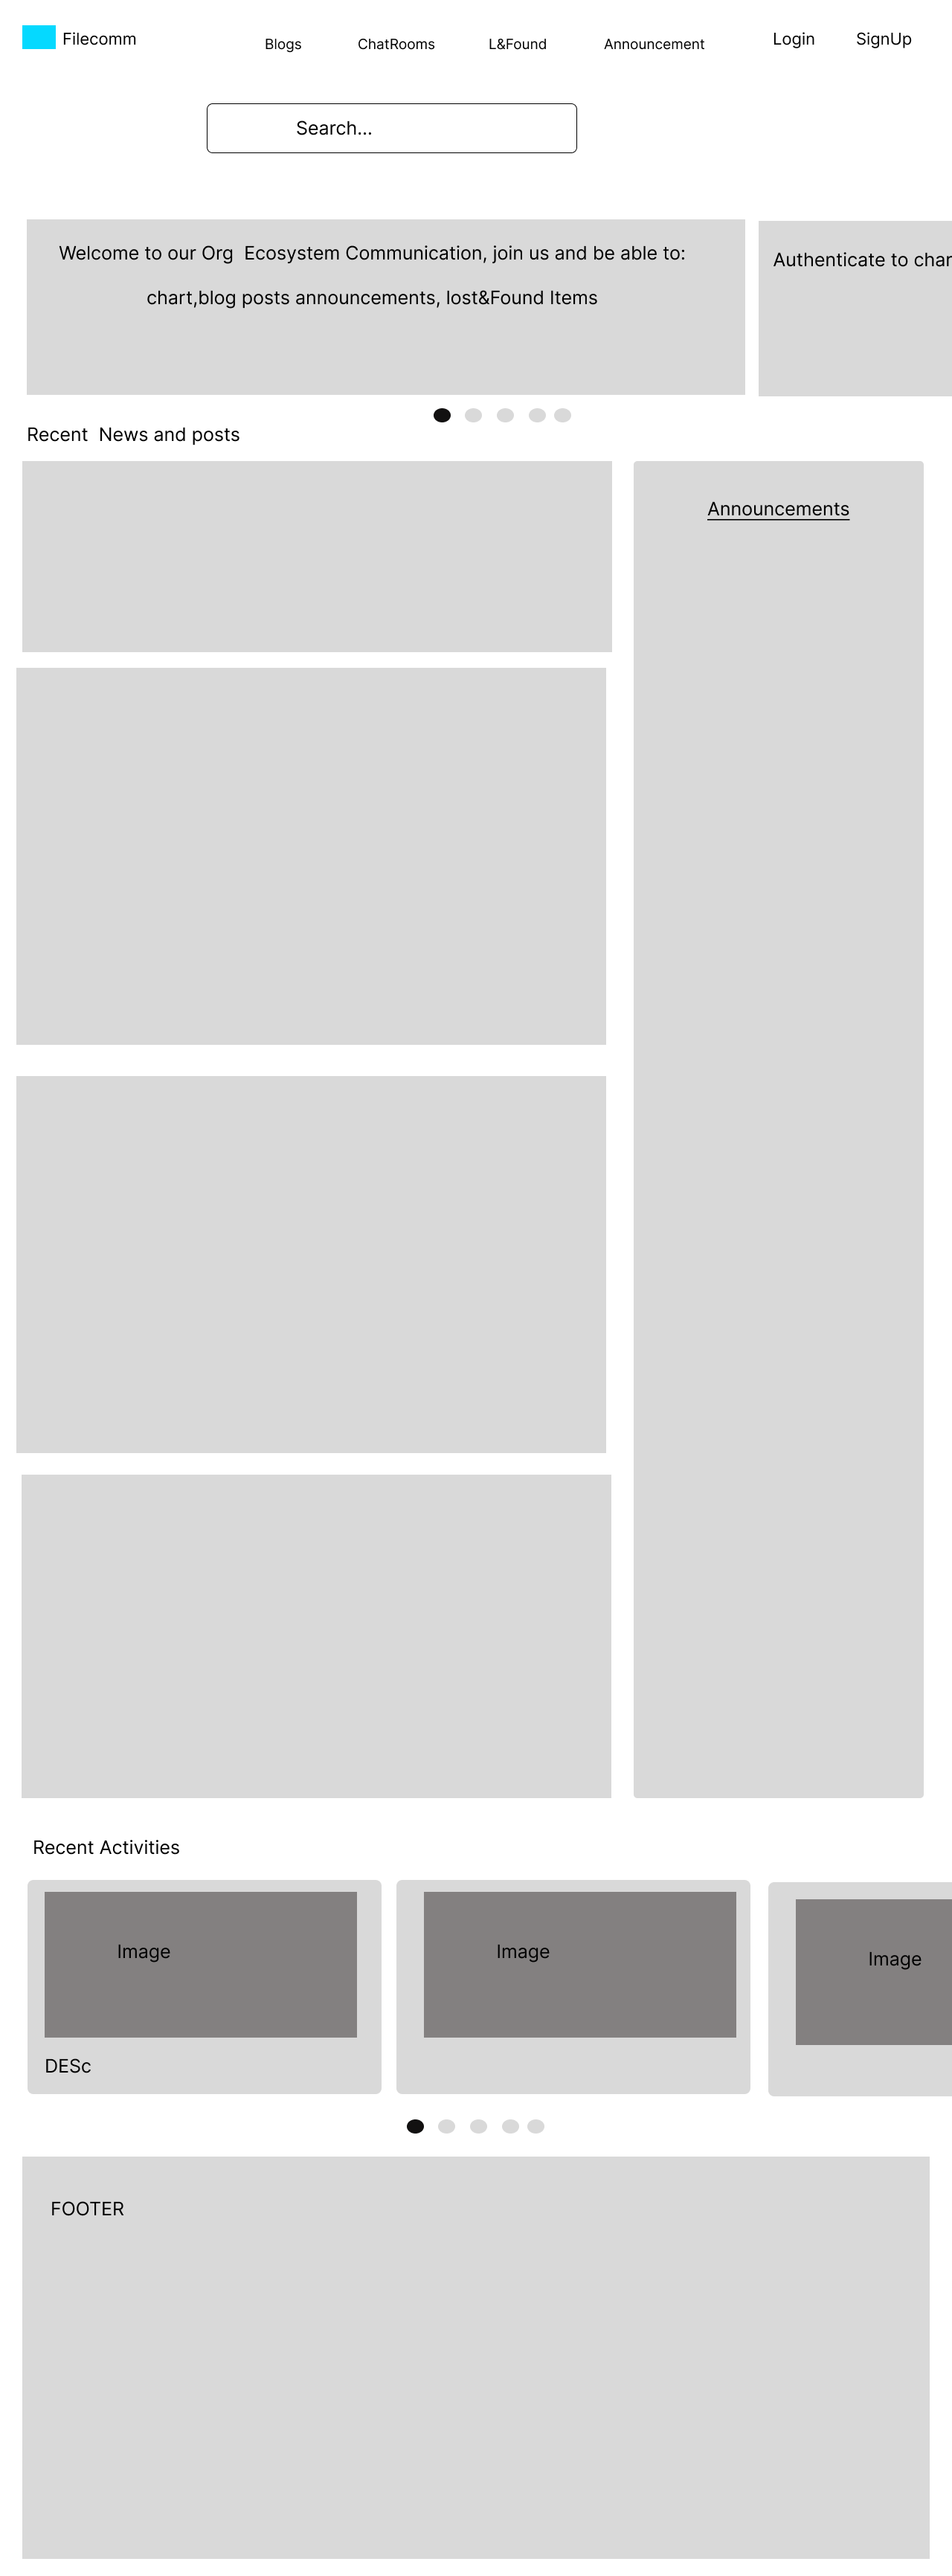 Filecomm
Blogs
ChatRooms
L&Found
Announcement
Login
SignUp
Search...
Welcome to our Org  Ecosystem Communication, join us and be able to:
chart,blog posts announcements, lost&Found Items
Authenticate to char
Recent  News and posts
Announcements
Recent Activities
Image
Image
Image
DESc
FOOTER